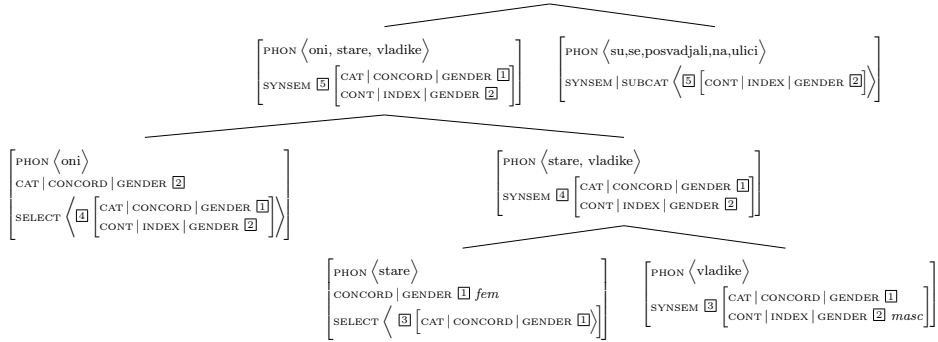 PHON ⟨oni, stare, vladike⟩
SYNSEM [5] [CAT | CONCORD | GENDER [1]
CONT | INDEX | GENDER [2]]
PHON ⟨su,se,posvadjali,na,ulici⟩
SYNSEM | SUBCAT ⟨[5] [CONT | INDEX | GENDER [2]]⟩
PHON ⟨oni⟩
CAT | CONCORD | GENDER [2]
SELECT ⟨[4] [CAT | CONCORD | GENDER [1]
CONT | INDEX | GENDER [2]]⟩
PHON ⟨stare, vladike⟩
SYNSEM [4] [CAT | CONCORD | GENDER [1]
CONT | INDEX | GENDER [2]]
PHON ⟨stare⟩
CONCORD | GENDER [1] fem
SELECT ⟨ [3] [CAT | CONCORD | GENDER [1]⟩]
PHON ⟨vladike⟩
SYNSEM [3] [CAT | CONCORD | GENDER [1]
CONT | INDEX | GENDER [2] masc]